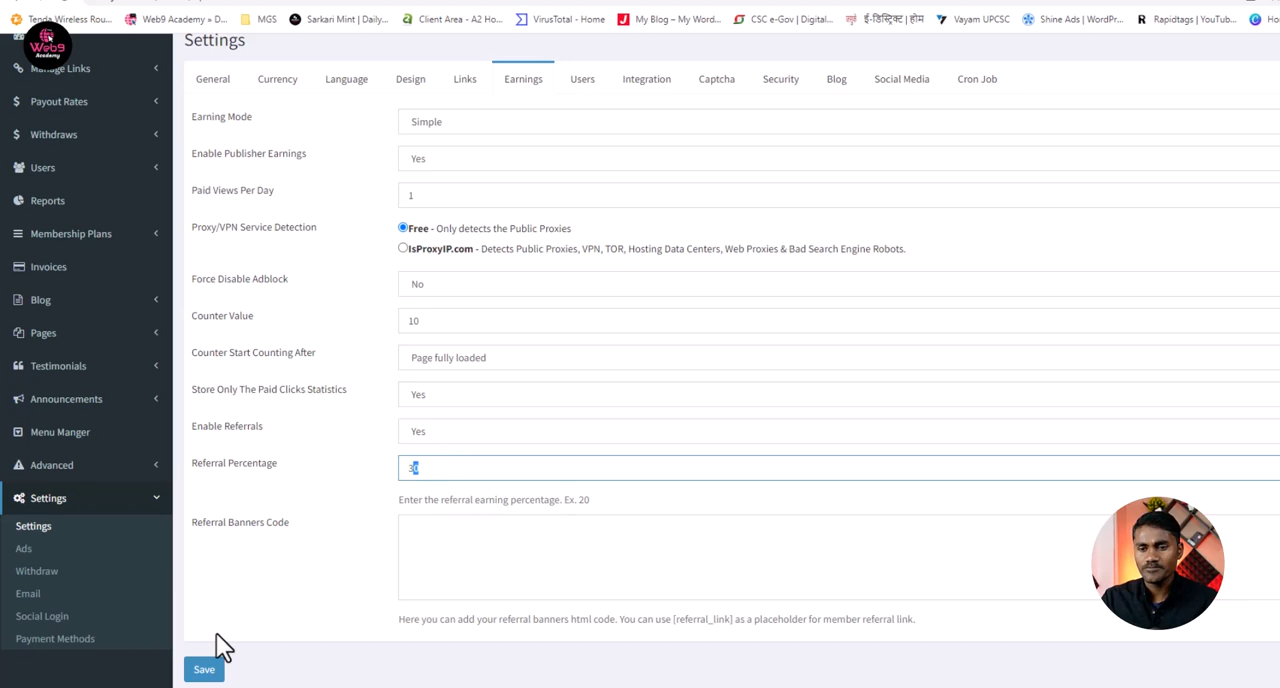 Tenda Wireless Rou...
Web9 Academy » D...
MGS
Sarkari Mint | Daily...
Client Area - A2 Ho...
VirusTotal - Home
My Blog – My Word...
CSC e-Gov | Digital...
ई-डिस्ट्रिक्ट | होम
Vayam UPCSC
Shine Ads | WordPr...
Rapidtags | YouTub...
Web9
Academy
Manage Links
Payout Rates
Withdraws
Users
Reports
Membership Plans
Invoices
Blog
Pages
Testimonials
Announcements
Menu Manger
Advanced
Settings
Settings
Ads
Withdraw
Email
Social Login
Payment Methods
Settings
General
Currency
Language
Design
Links
Earnings
Users
Integration
Captcha
Security
Blog
Social Media
Cron Job
Earning Mode
Simple
Enable Publisher Earnings
Yes
Paid Views Per Day
1
Proxy/VPN Service Detection
Free - Only detects the Public Proxies
IsProxyIP.com - Detects Public Proxies, VPN, TOR, Hosting Data Centers, Web Proxies & Bad Search Engine Robots.
Force Disable Adblock
No
Counter Value
10
Counter Start Counting After
Page fully loaded
Store Only The Paid Clicks Statistics
Yes
Enable Referrals
Yes
Referral Percentage
30
Enter the referral earning percentage. Ex. 20
Referral Banners Code
Here you can add your referral banners html code. You can use [referral_link] as a placeholder for member referral link.
Save